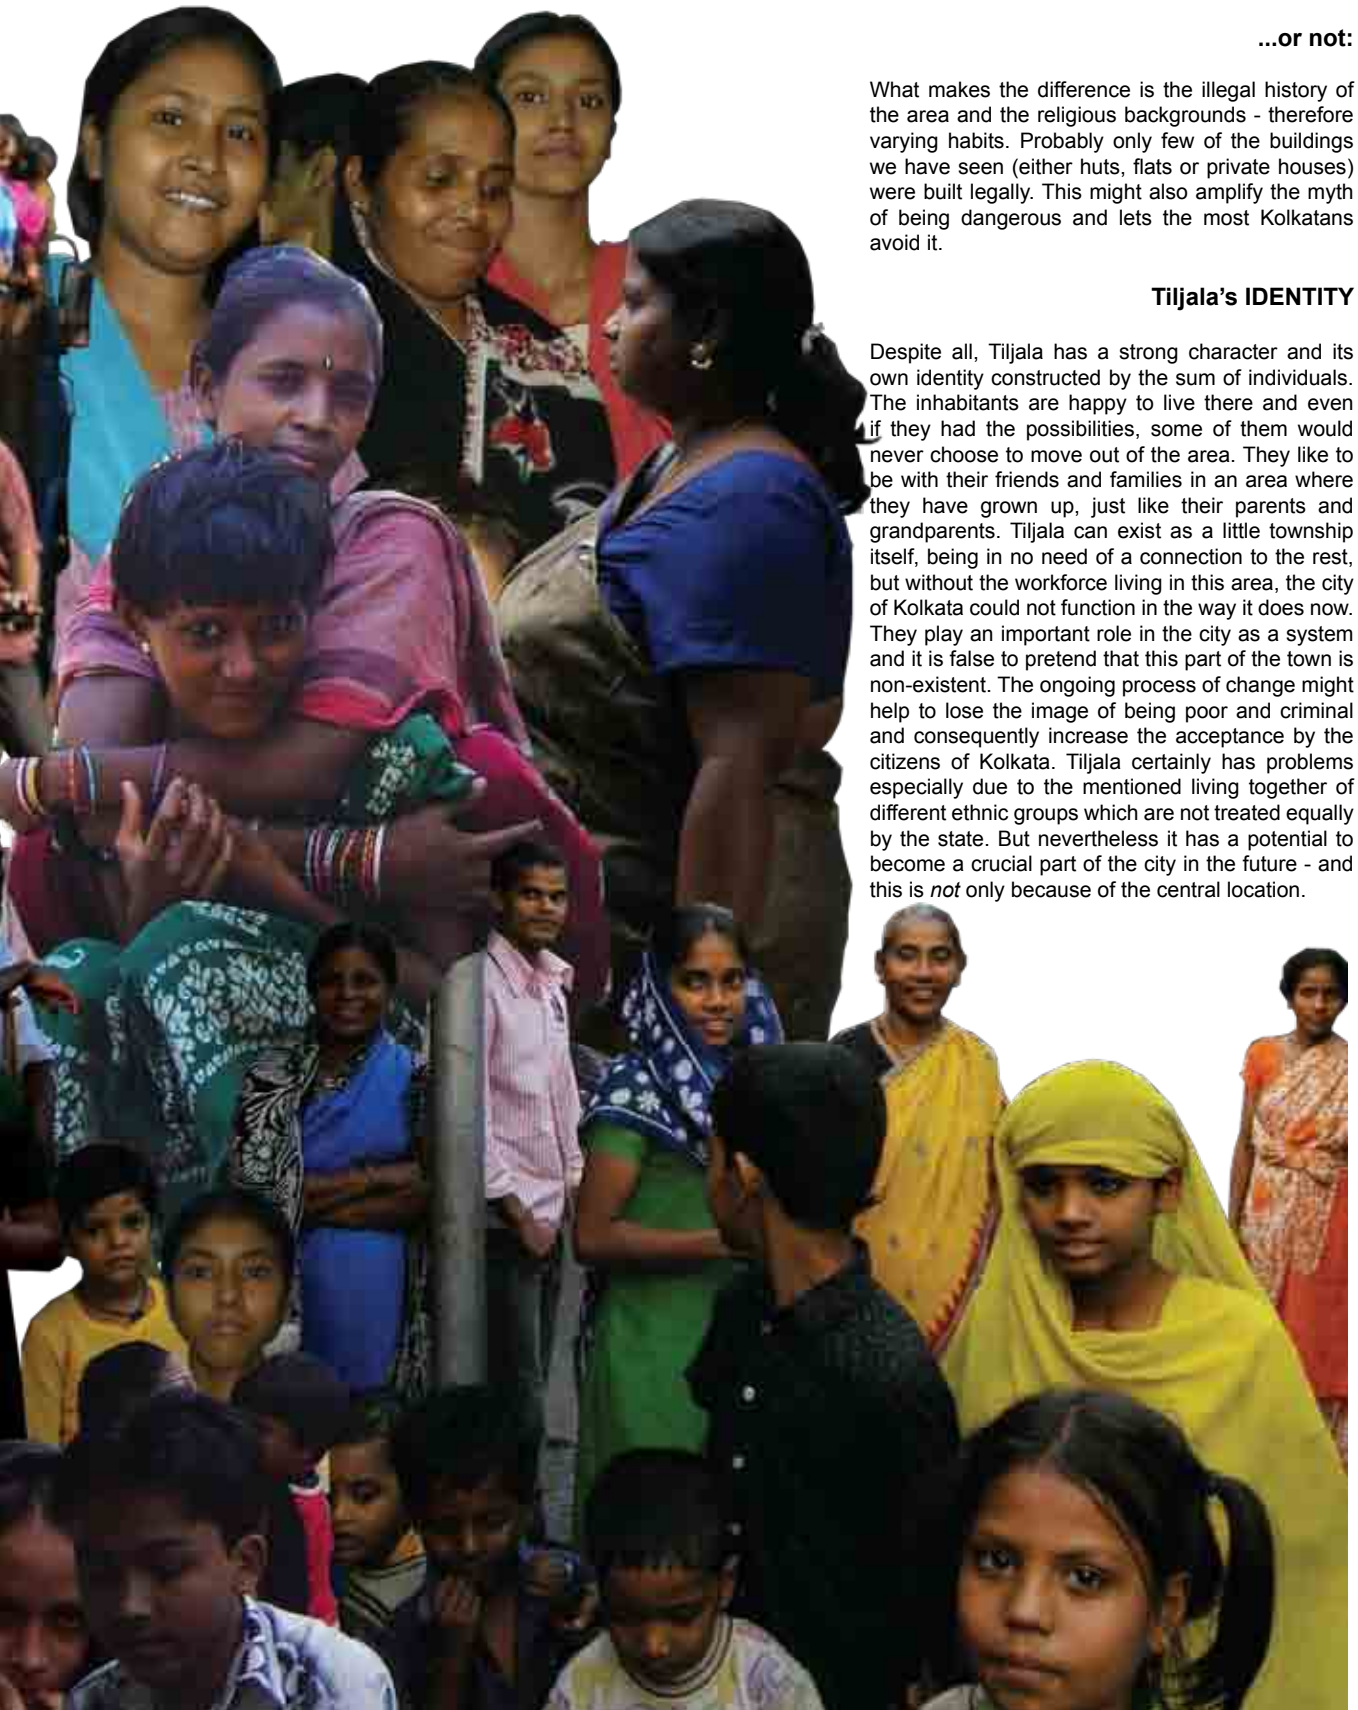 ...or not:
What makes the difference is the illegal history of
the area and the religious backgrounds - therefore
varying habits. Probably only few of the buildings
we have seen (either huts, flats or private houses)
were built legally. This might also amplify the myth
of being dangerous and lets the most Kolkatans
avoid it.
Tiljala’s IDENTITY
Despite all, Tiljala has a strong character and its
own identity constructed by the sum of individuals.
The inhabitants are happy to live there and even
if they had the possibilities, some of them would
never choose to move out of the area. They like to
be with their friends and families in an area where
they have grown up, just like their parents and
grandparents. Tiljala can exist as a little township
itself, being in no need of a connection to the rest,
but without the workforce living in this area, the city
of Kolkata could not function in the way it does now.
They play an important role in the city as a system
and it is false to pretend that this part of the town is
non-existent. The ongoing process of change might
help to lose the image of being poor and criminal
and consequently increase the acceptance by the
citizens of Kolkata. Tiljala certainly has problems
especially due to the mentioned living together of
different ethnic groups which are not treated equally
by the state. But nevertheless it has a potential to
become a crucial part of the city in the future - and
this is not only because of the central location.